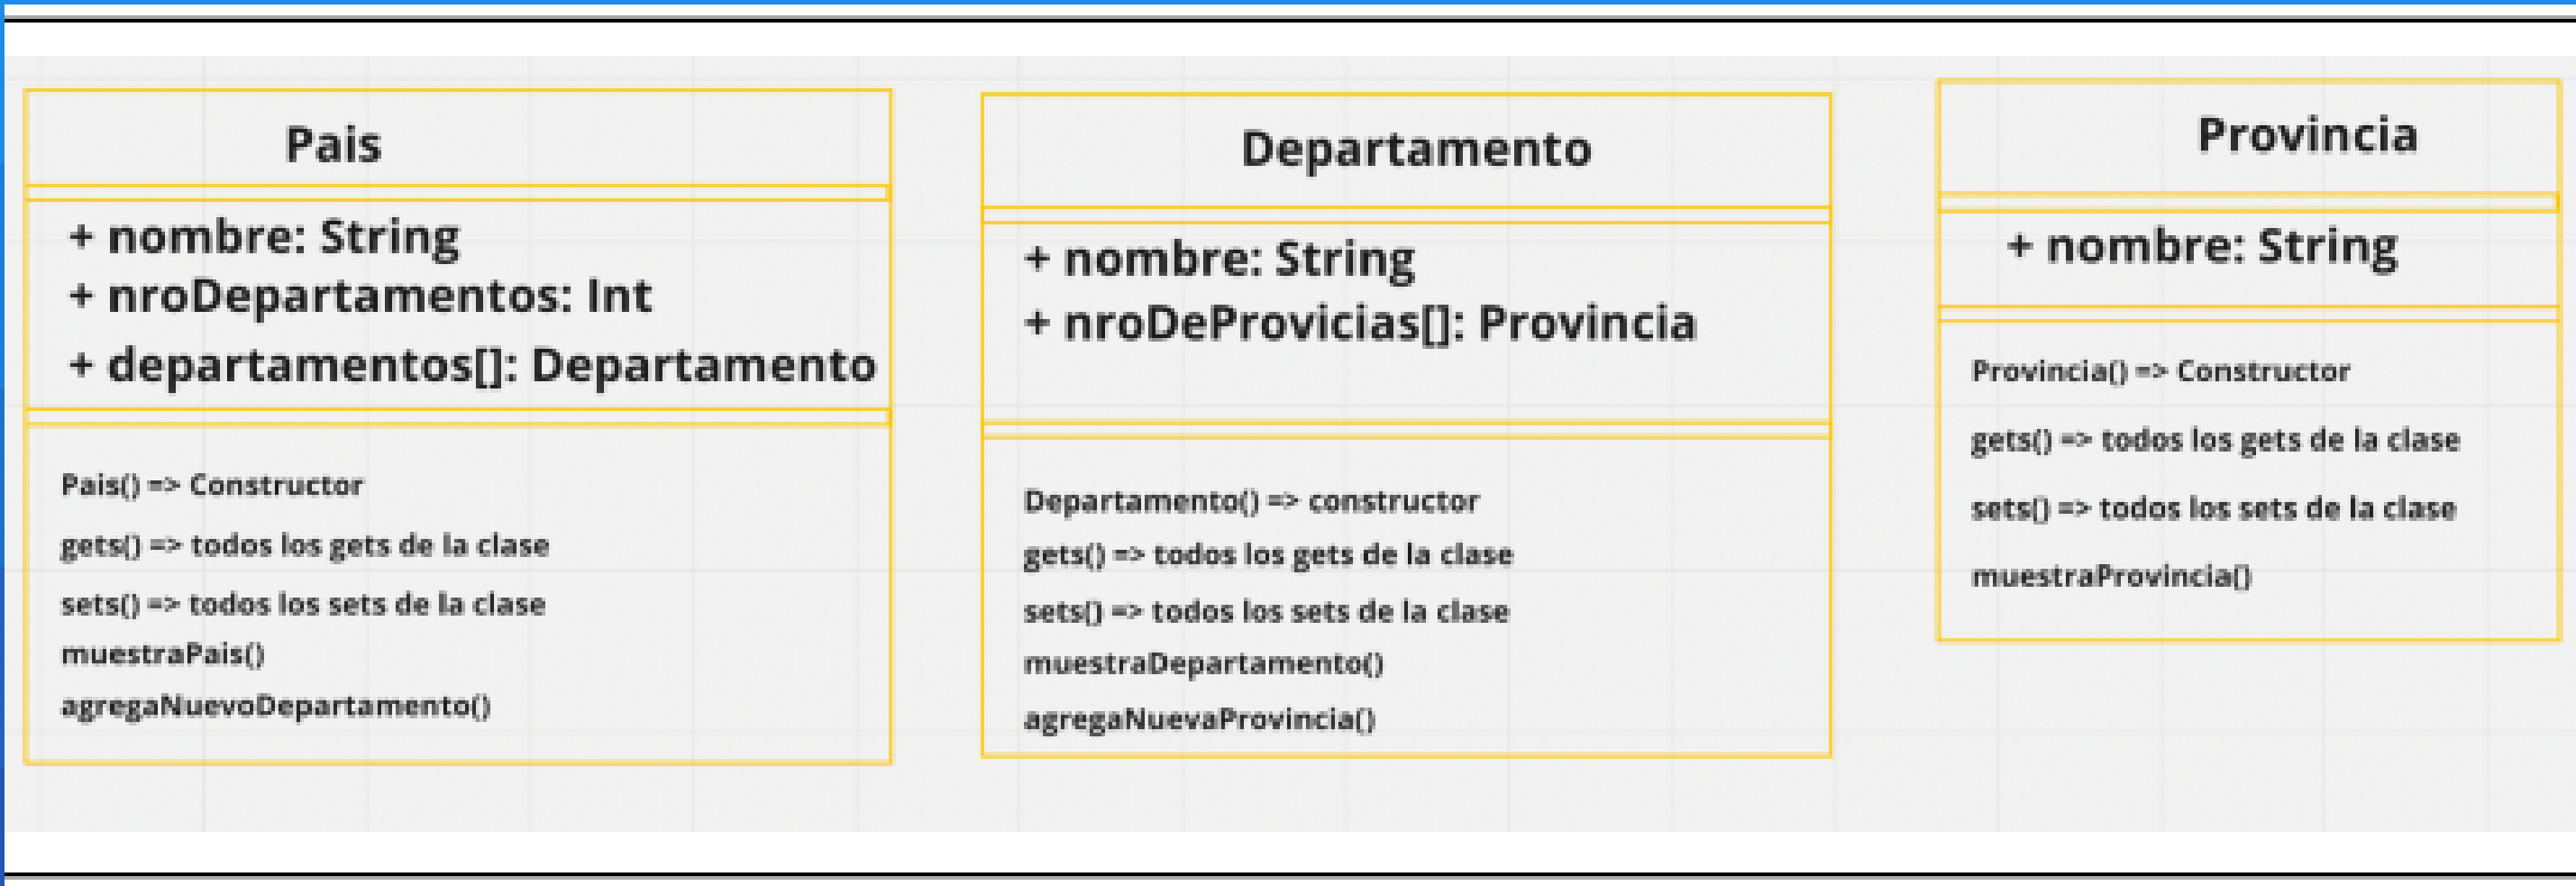 Pais
+ nombre: String
+ nroDepartamentos: Int
+ departamentos[]: Departamento
Pais() => Constructor
gets() => todos los gets de la clase
sets() => todos los sets de la clase
muestraPais()
agregaNuevoDepartamento()
Departamento
+ nombre: String
+ nroDeProvicias[]: Provincia
Departamento() => constructor
gets() => todos los gets de la clase
sets() => todos los sets de la clase
muestraDepartamento()
agregaNuevaProvincia()
Provincia
+ nombre: String
Provincia() => Constructor
gets() => todos los gets de la clase
sets() => todos los sets de la clase
muestraProvincia()